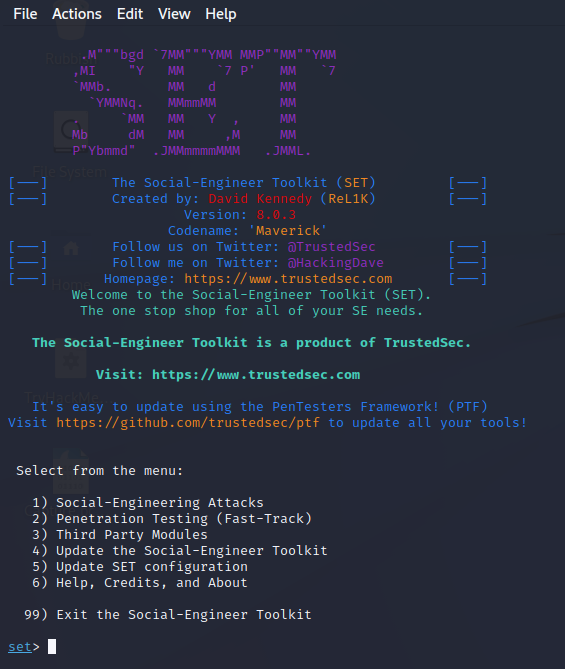 File Actions Edit View Help
.M"""bgd `7MM"""YMM MMP""MM""YMM
,MI    "Y   MM    `7 P'   MM   `7
`MMb.       MM   d        MM
  `YMMNq.   MMmmMM        MM
.     `MM   MM   Y  ,     MM
Mb     dM   MM     ,M     MM
P"Ybmmd"  .JMMmmmmMMM   .JMML.
[---]        The Social-Engineer Toolkit (SET)         [---]
[---]        Created by: David Kennedy (ReL1K)         [---]
Version: 8.0.3
Codename: 'Maverick'
[---]        Follow us on Twitter: @TrustedSec         [---]
[---]        Follow me on Twitter: @HackingDave        [---]
[---]       Homepage: https://www.trustedsec.com       [---]
Welcome to the Social-Engineer Toolkit (SET).
The one stop shop for all of your SE needs.
The Social-Engineer Toolkit is a product of TrustedSec.
Visit: https://www.trustedsec.com
It's easy to update using the PenTesters Framework! (PTF)
Visit https://github.com/trustedsec/ptf to update all your tools!
Select from the menu:
1) Social-Engineering Attacks
2) Penetration Testing (Fast-Track)
3) Third Party Modules
4) Update the Social-Engineer Toolkit
5) Update SET configuration
6) Help, Credits, and About
99) Exit the Social-Engineer Toolkit
set>